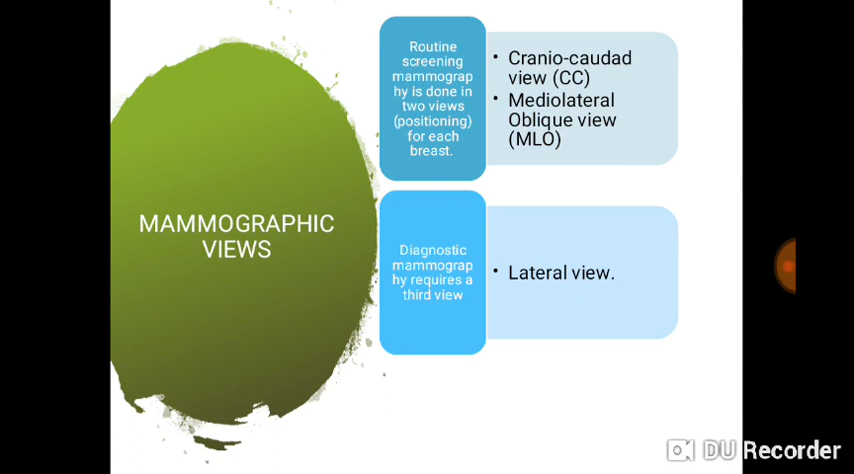 MAMMOGRAPHIC
VIEWS
Routine
screening
mammograp
hy is done in
two views
(positioning)
for each
breast.
• Cranio-caudad
view (CC)
• Mediolateral
Oblique view
(MLO)
Diagnostic
mammograp
hy requires a
third view
• Lateral view.
DU Recorder